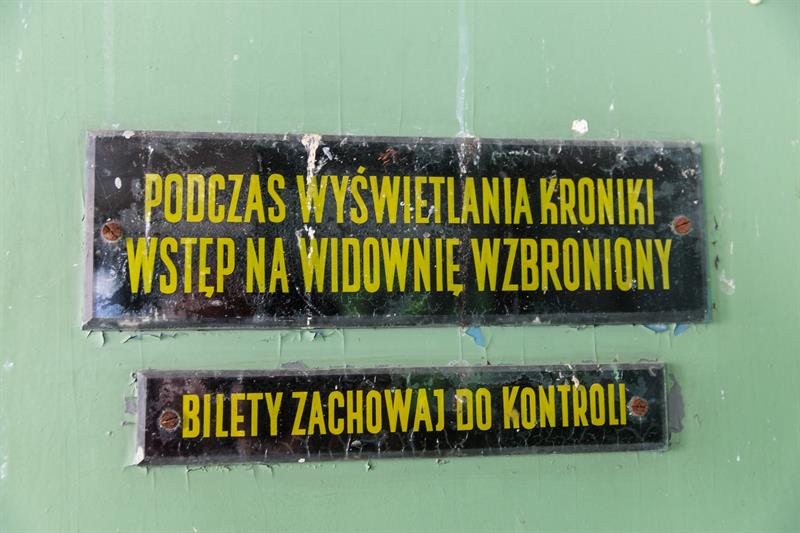 PODCZAS WYŚWIETLANIA KRONIKI
WSTĘP NA WIDOWNIĘ WZBRONIONY
BILETY ZACHOWAJ DO KONTROLI